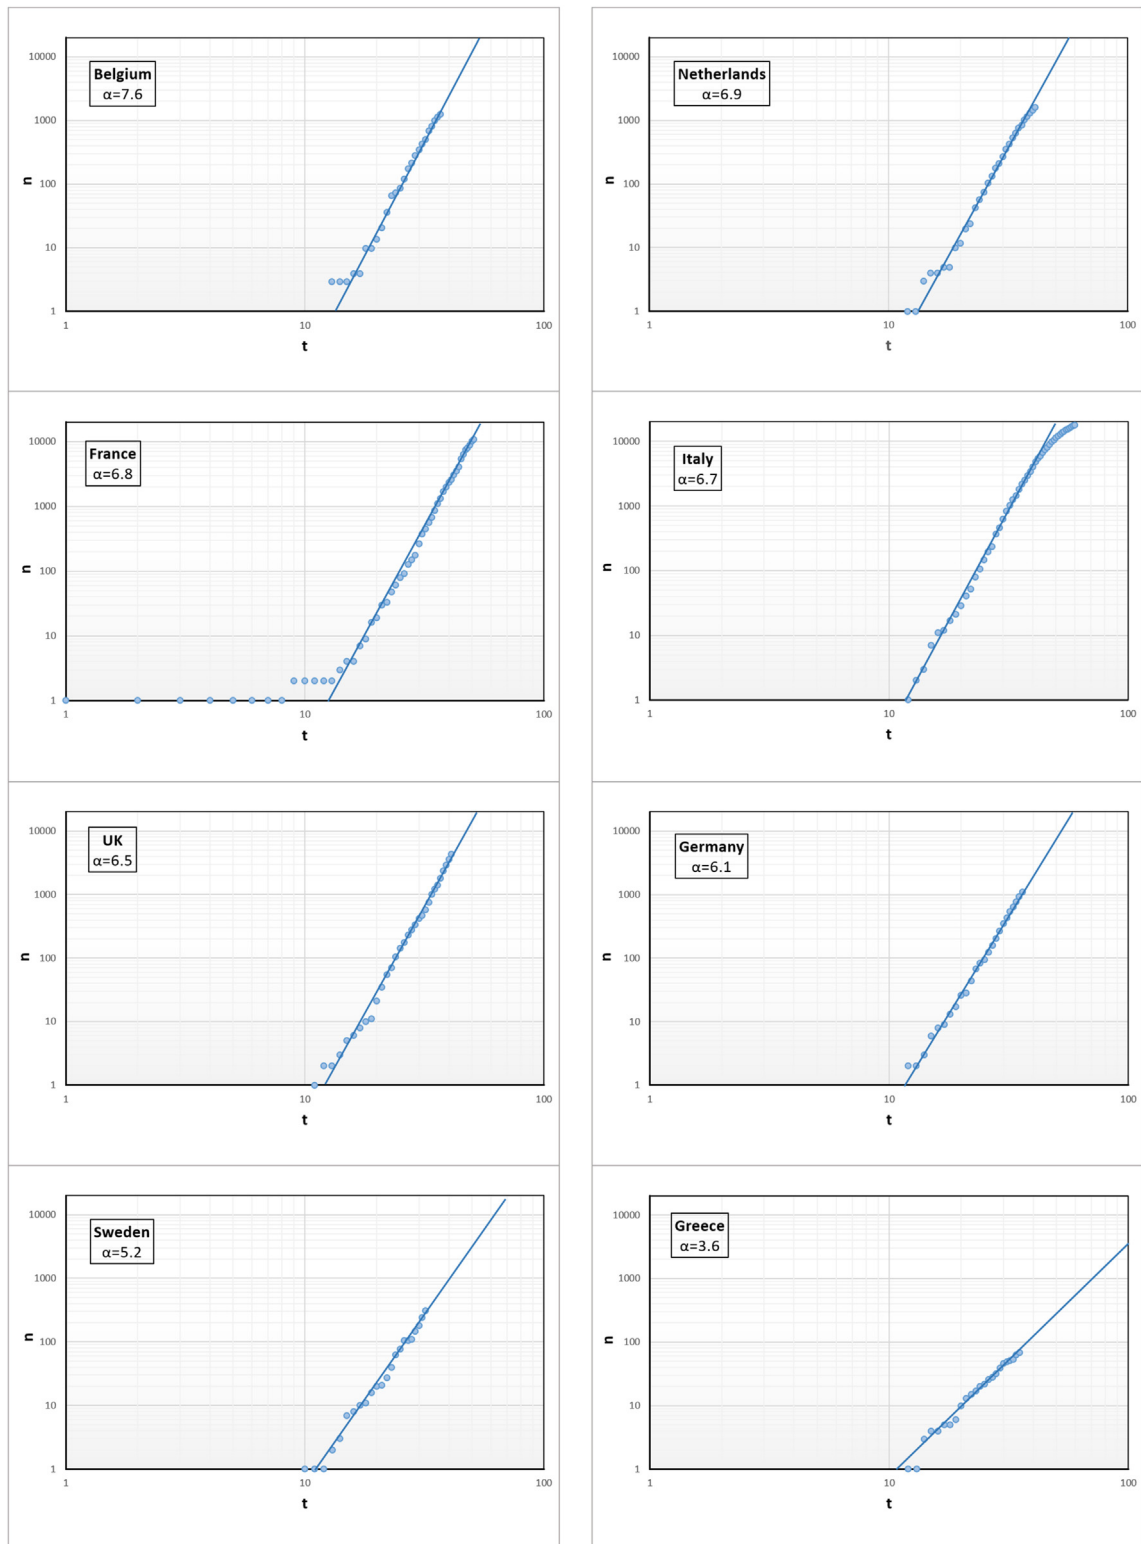 10000
Belgium
α=7.6
1000
n
100
10
1
1
10
100
t
10000
Netherlands
α=6.9
1000
n
100
10
1
1
10
100
t
10000
France
α=6.8
1000
n
100
10
1
1
10
100
t
10000
Italy
α=6.7
1000
n
100
10
1
1
10
100
t
10000
UK
α=6.5
1000
n
100
10
1
1
10
100
t
10000
Germany
α=6.1
1000
n
100
10
1
1
10
100
t
10000
Sweden
α=5.2
1000
n
100
10
1
1
10
100
t
10000
Greece
α=3.6
1000
n
100
10
1
1
10
100
t